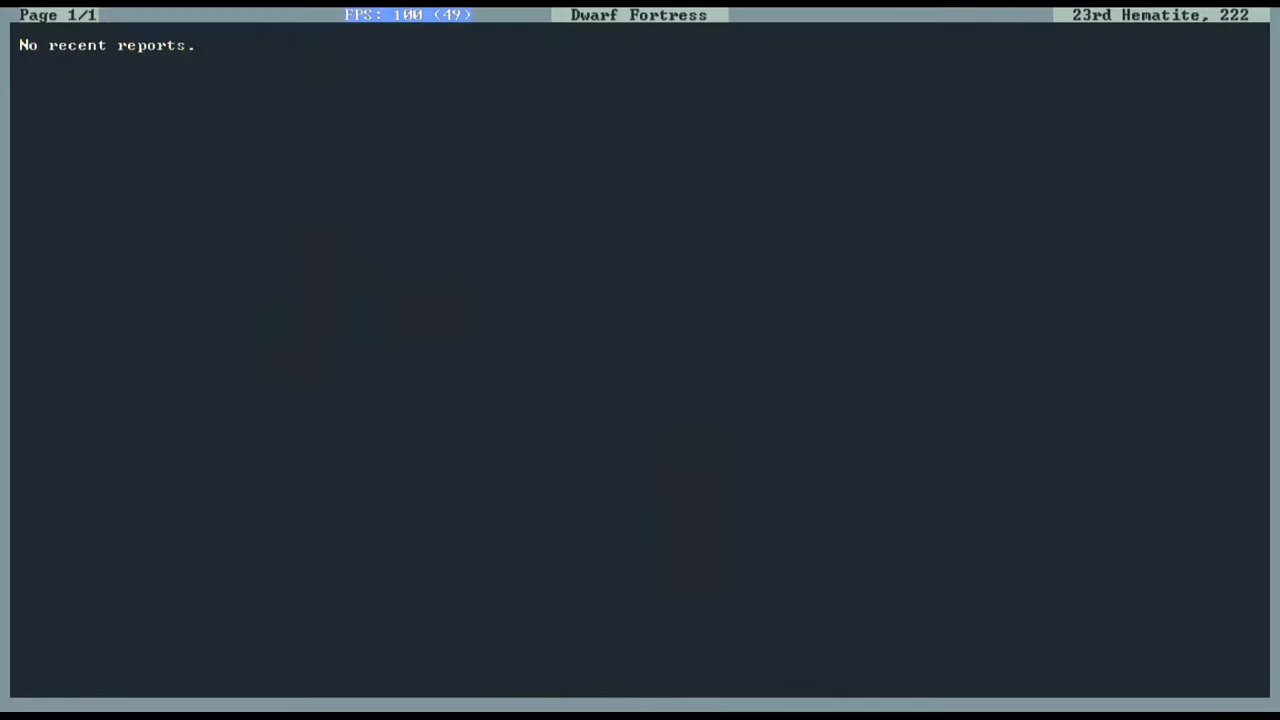 Page 1/1 FPS: 100 (49) Dwarf Fortress 23rd Hematite, 222
No recent reports.